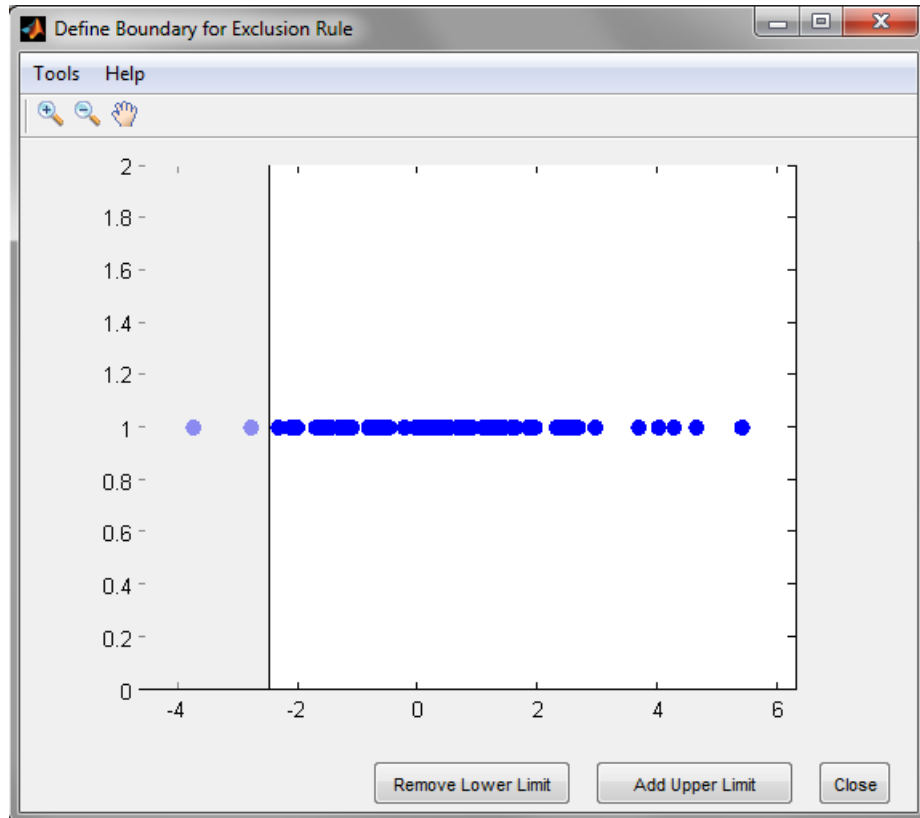 Define Boundary for Exclusion Rule
Tools Help
2
1.8
1.6
1.4
1.2
1
0.8
0.6
0.4
0.2
0
-4 -2 0 2 4 6
Remove Lower Limit Add Upper Limit Close